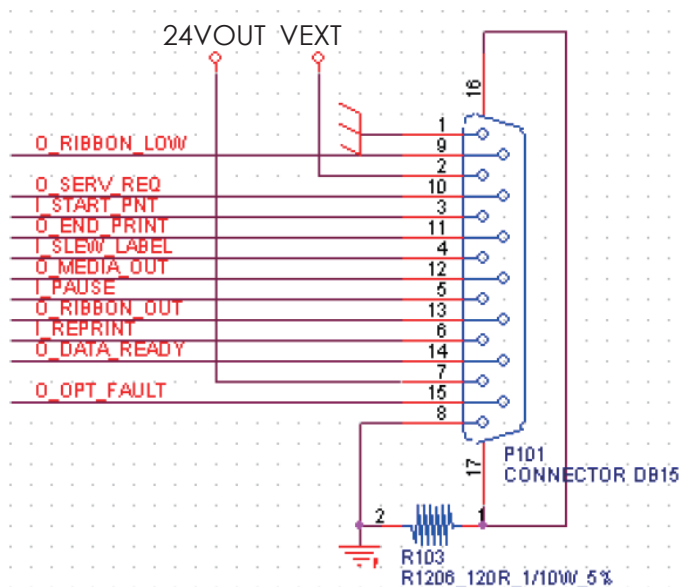 24VOUT VEXT
16
1
O_RIBBON_LOW 9
2
O_SERV_REQ 10
I_START_PNT 3
O_END_PRINT 11
I_SLEW_LABEL 4
O_MEDIA_OUT 12
I_PAUSE 5
O_RIBBON_OUT 13
I_REPRINT 6
O_DATA_READY 14
7
O_OPT_FAULT 15
8
17
P101
CONNECTOR DB15
2 1
R103
R1206_120R_1/10W_5%